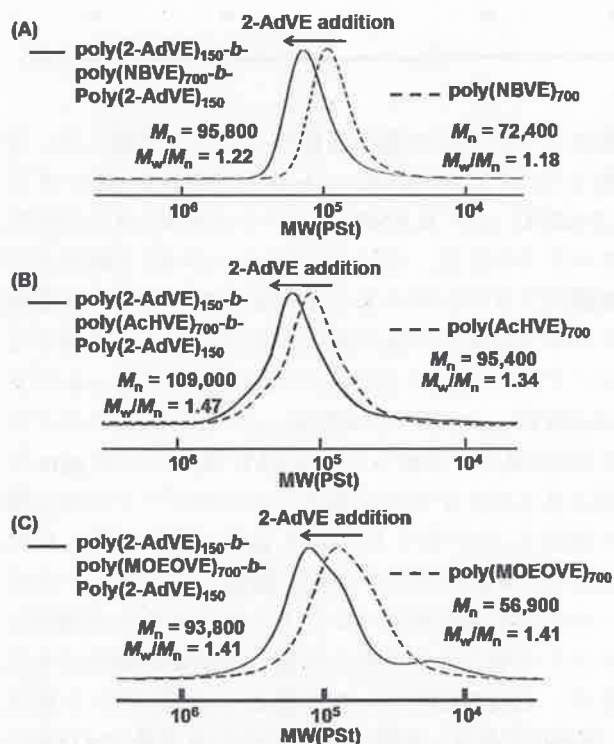 (A)
2-AdVE addition
poly(2-AdVE)150-b-
poly(NBVE)700-b-
Poly(2-AdVE)150
Mn = 95,800
Mw/Mn = 1.22
poly(NBVE)700
Mn = 72,400
Mw/Mn = 1.18
10^6
10^5
10^4
MW(PSt)
(B)
2-AdVE addition
poly(2-AdVE)150-b-
poly(AcHVE)700-b-
Poly(2-AdVE)150
Mn = 109,000
Mw/Mn = 1.47
poly(AcHVE)700
Mn = 95,400
Mw/Mn = 1.34
10^6
10^5
10^4
MW(PSt)
(C)
2-AdVE addition
poly(2-AdVE)150-b-
poly(MOEOVE)700-b-
Poly(2-AdVE)150
Mn = 93,800
Mw/Mn = 1.41
poly(MOEOVE)700
Mn = 56,900
Mw/Mn = 1.41
10^6
10^5
10^4
MW(PSt)